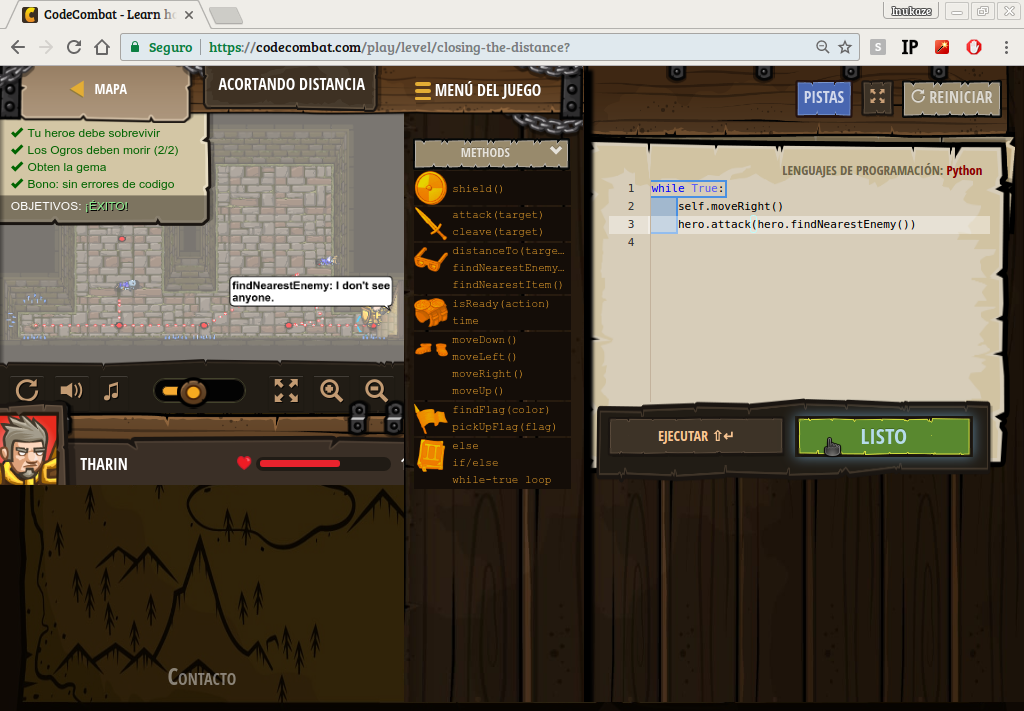 CodeCombat - Learn h
Inukaze
Seguro
https://codecombat.com/play/level/closing-the-distance?
S
IP
MAPA
ACORTANDO DISTANCIA
MENÚ DEL JUEGO
PISTAS
REINICIAR
Tu heroe debe sobrevivir
Los Ogros deben morir (2/2)
Obten la gema
Bono: sin errores de codigo
OBJETIVOS: ¡ÉXITO!
findNearestEnemy: I don't see
anyone.
METHODS
shield()
attack(target)
cleave(target)
distanceTo(targe…
findNearestEnemy…
findNearestItem()
isReady(action)
time
moveDown()
moveLeft()
moveRight()
moveUp()
findFlag(color)
pickUpFlag(flag)
else
if/else
while-true loop
LENGUAJES DE PROGRAMACIÓN: Python
1 while True:
2 self.moveRight()
3 hero.attack(hero.findNearestEnemy())
4
EJECUTAR ⇧↵
LISTO
THARIN
CONTACTO